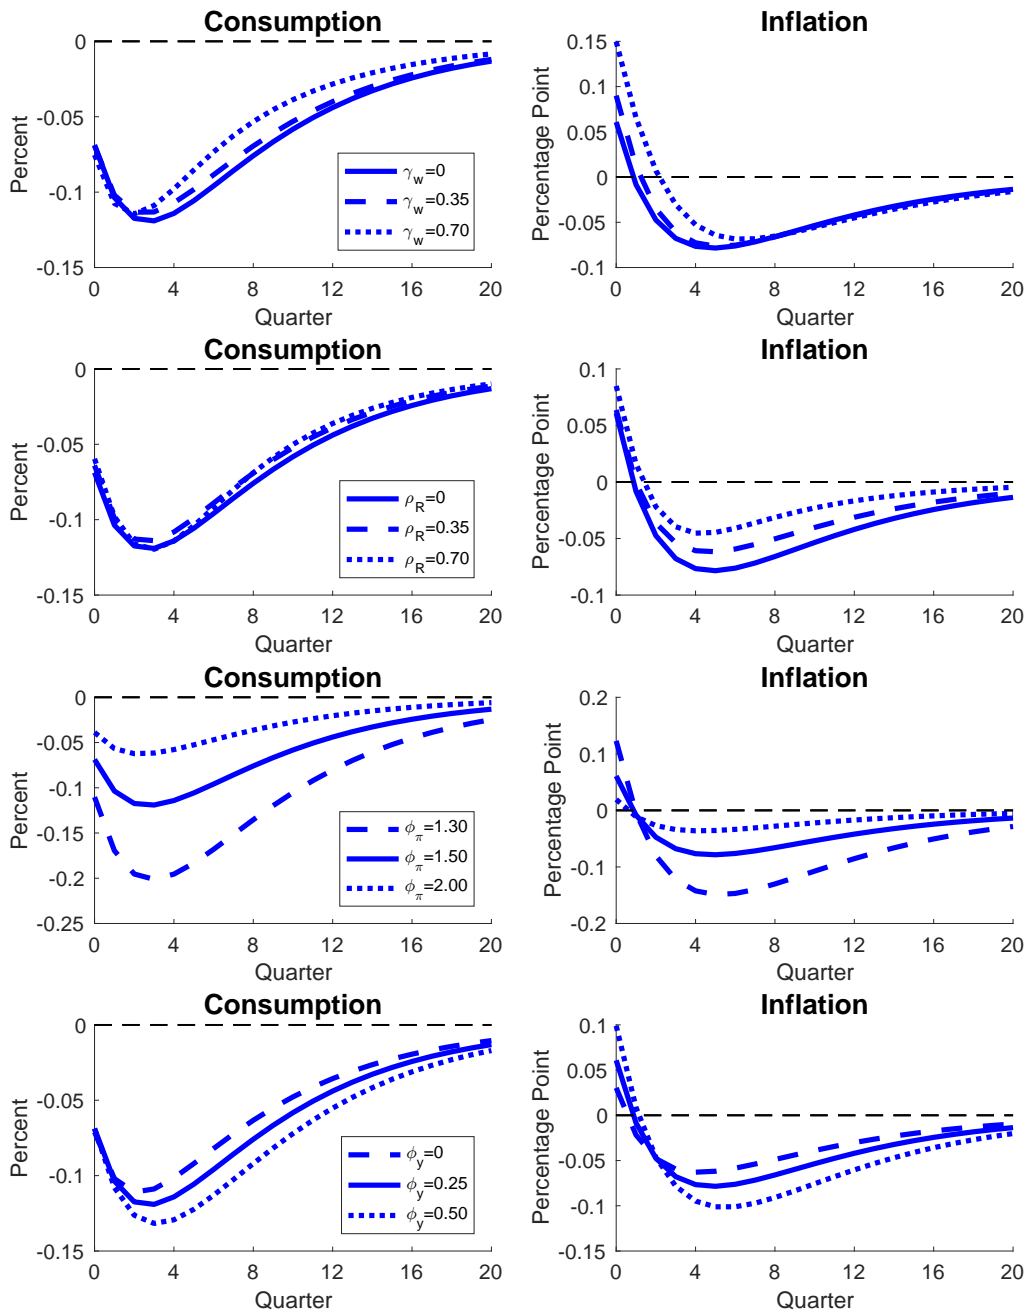 Consumption
0
-0.05
-0.1
-0.15
Percent
γw=0
γw=0.35
γw=0.70
0 4 8 12 16 20
Quarter
Inflation
0.15
0.1
0.05
0
-0.05
-0.1
Percentage Point
0 4 8 12 16 20
Quarter
Consumption
0
-0.05
-0.1
-0.15
Percent
ρR=0
ρR=0.35
ρR=0.70
0 4 8 12 16 20
Quarter
Inflation
0.1
0.05
0
-0.05
-0.1
Percentage Point
0 4 8 12 16 20
Quarter
Consumption
0
-0.05
-0.1
-0.15
-0.2
-0.25
Percent
ϕπ=1.30
ϕπ=1.50
ϕπ=2.00
0 4 8 12 16 20
Quarter
Inflation
0.2
0.1
0
-0.1
-0.2
Percentage Point
0 4 8 12 16 20
Quarter
Consumption
0
-0.05
-0.1
-0.15
Percent
ϕy=0
ϕy=0.25
ϕy=0.50
0 4 8 12 16 20
Quarter
Inflation
0.1
0.05
0
-0.05
-0.1
-0.15
Percentage Point
0 4 8 12 16 20
Quarter